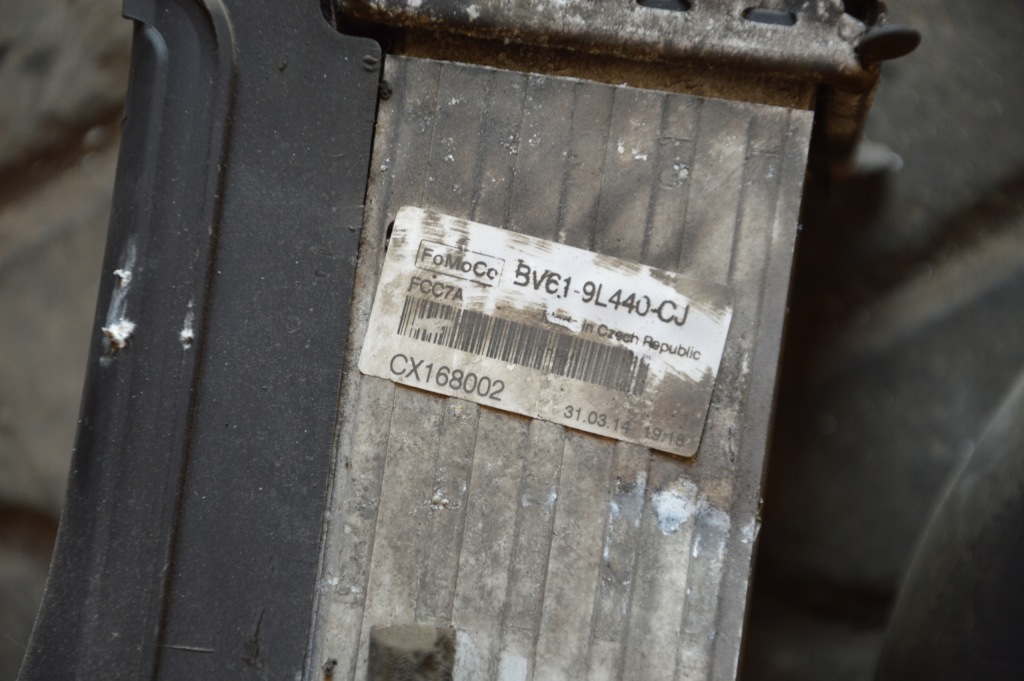 FoMoCo BV61-9L440-CJ
FCC7A
in Czech Republic
CX168002
31.03.14 19:18